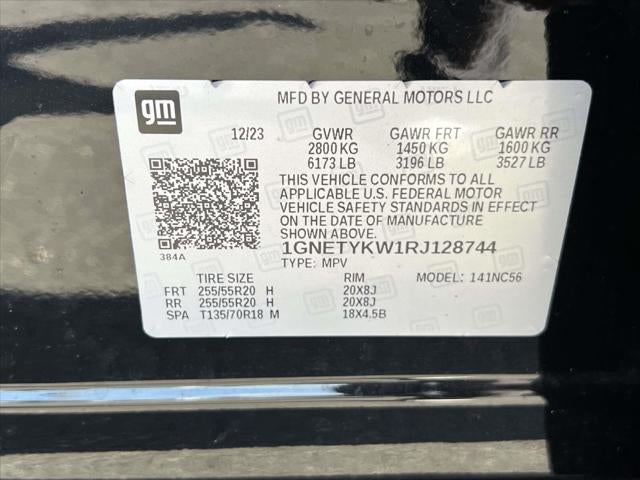 gm
MFD BY GENERAL MOTORS LLC
12/23 GVWR GAWR FRT GAWR RR
2800 KG 1450 KG 1600 KG
6173 LB 3196 LB 3527 LB
THIS VEHICLE CONFORMS TO ALL
APPLICABLE U.S. FEDERAL MOTOR
VEHICLE SAFETY STANDARDS IN EFFECT
ON THE DATE OF MANUFACTURE
SHOWN ABOVE.
384A
1GNETYKW1RJ128744
TYPE: MPV
TIRE SIZE RIM MODEL: 141NC56
FRT 255/55R20 H 20X8J
RR 255/55R20 H 20X8J
SPA T135/70R18 M 18X4.5B